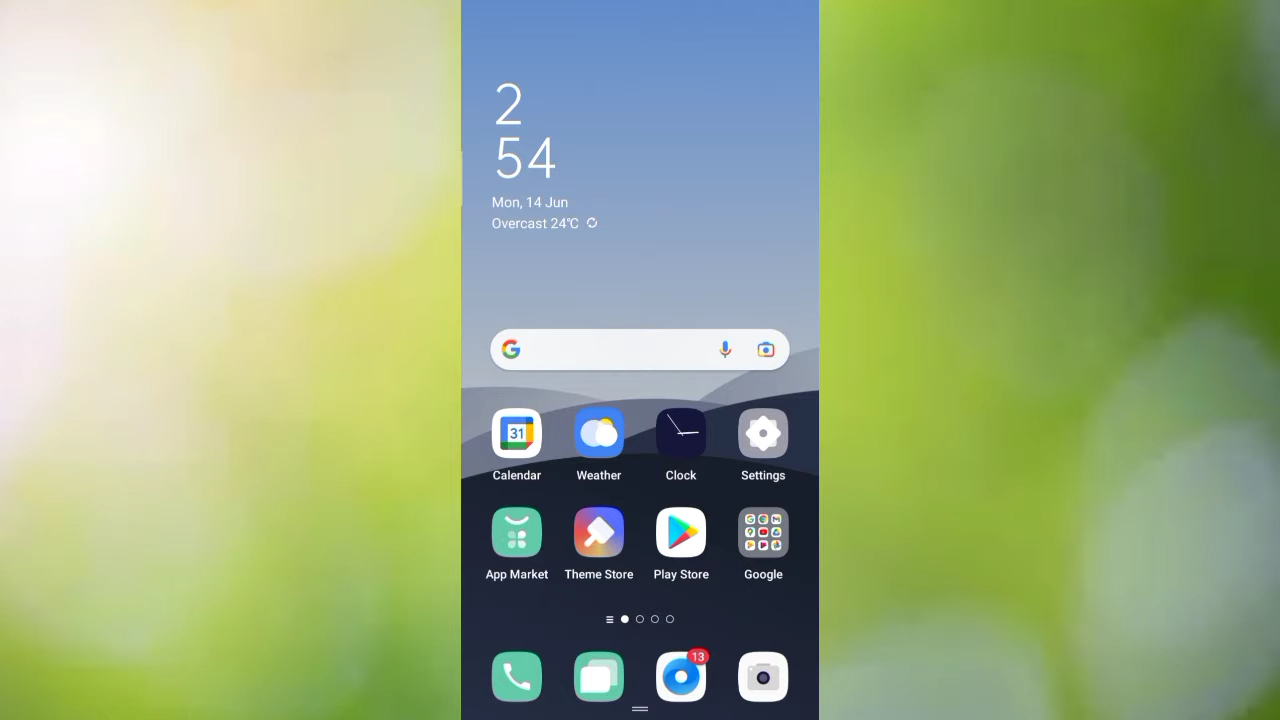 2
54
Mon, 14 Jun
Overcast 24℃
31
Calendar
Weather
Clock
Settings
App Market
Theme Store
Play Store
Google
13